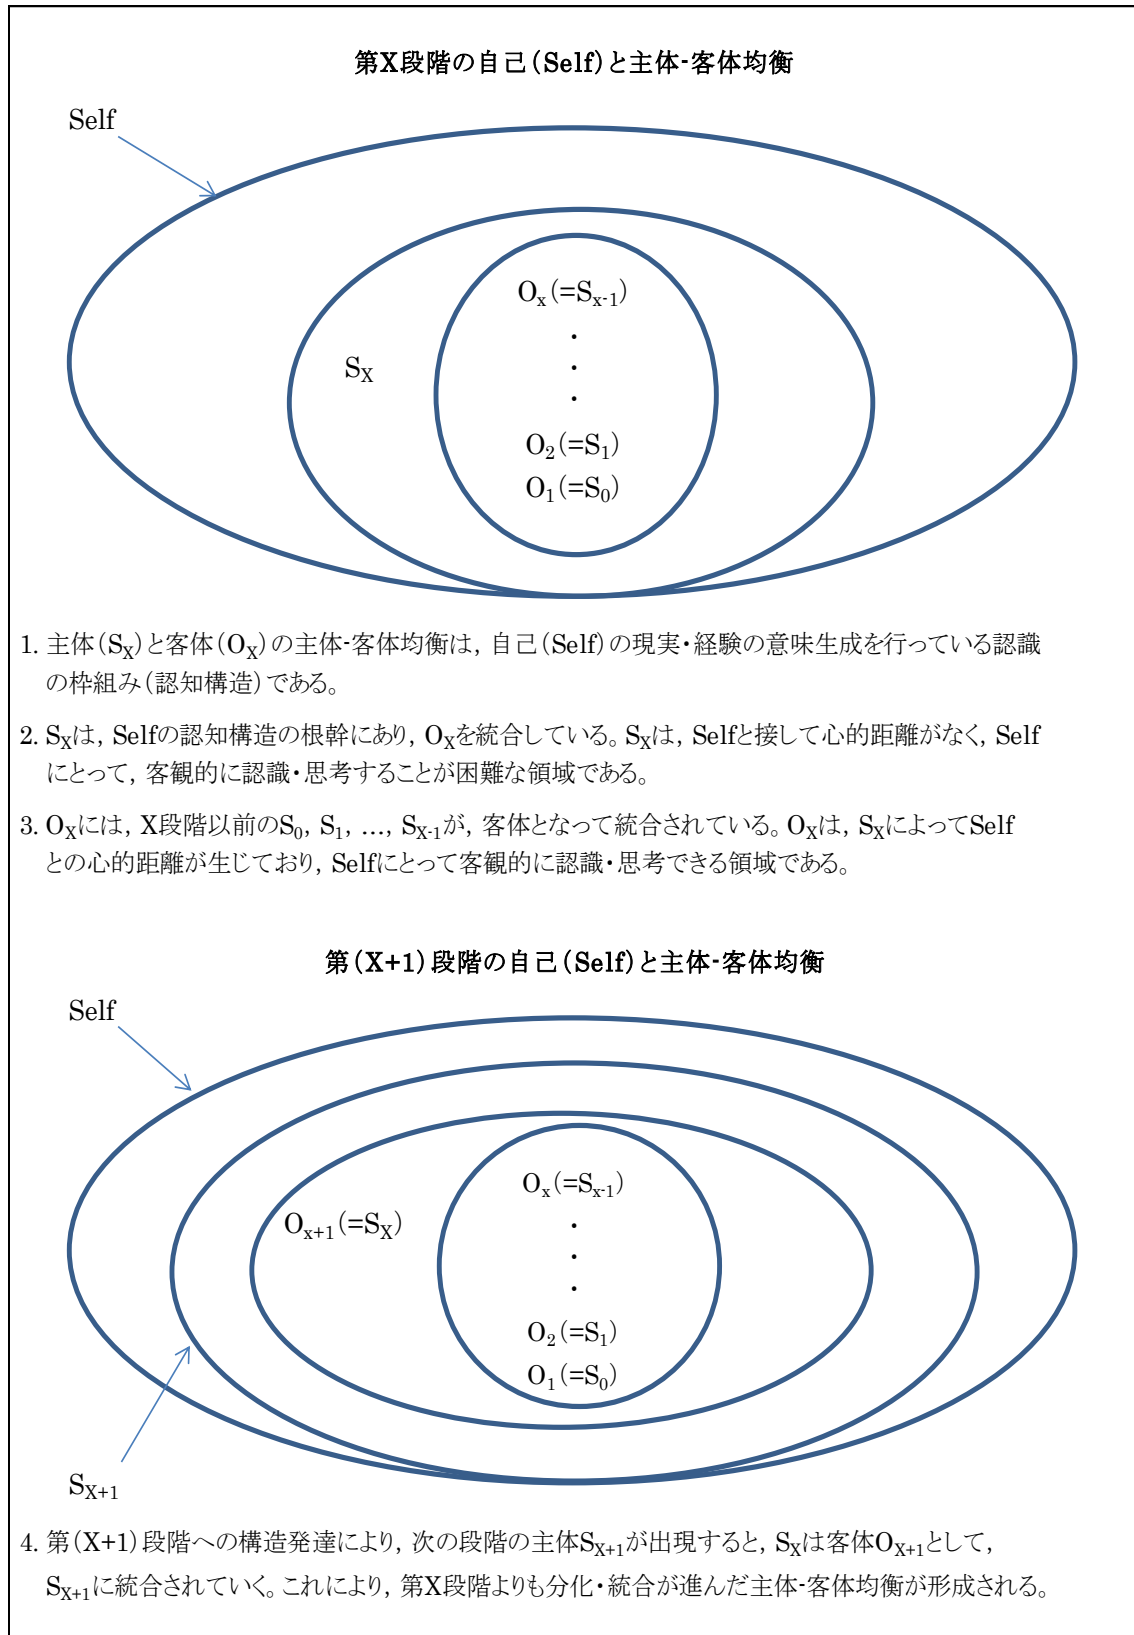 第X段階の自己(Self)と主体-客体均衡
Self
Oₓ(=Sₓ₋₁)
・
・
・
S_X
O₂(=S₁)
O₁(=S₀)
1. 主体(S_X)と客体(O_X)の主体-客体均衡は, 自己(Self)の現実・経験の意味生成を行っている認識
の枠組み(認知構造)である。
2. S_Xは, Selfの認知構造の根幹にあり, O_Xを統合している。S_Xは, Selfと接して心的距離がなく, Self
にとって, 客観的に認識・思考することが困難な領域である。
3. O_Xには, X段階以前のS₀, S₁, …, S_X-1が, 客体となって統合されている。O_Xは, S_XによってSelf
との心的距離が生じており, Selfにとって客観的に認識・思考できる領域である。
第(X+1)段階の自己(Self)と主体-客体均衡
Self
Oₓ(=Sₓ₋₁)
Oₓ₊₁(=S_X)
・
・
・
O₂(=S₁)
O₁(=S₀)
S_X+1
4. 第(X+1)段階への構造発達により, 次の段階の主体S_X+1が出現すると, S_Xは客体O_X+1として,
S_X+1に統合されていく。これにより, 第X段階よりも分化・統合が進んだ主体-客体均衡が形成される。